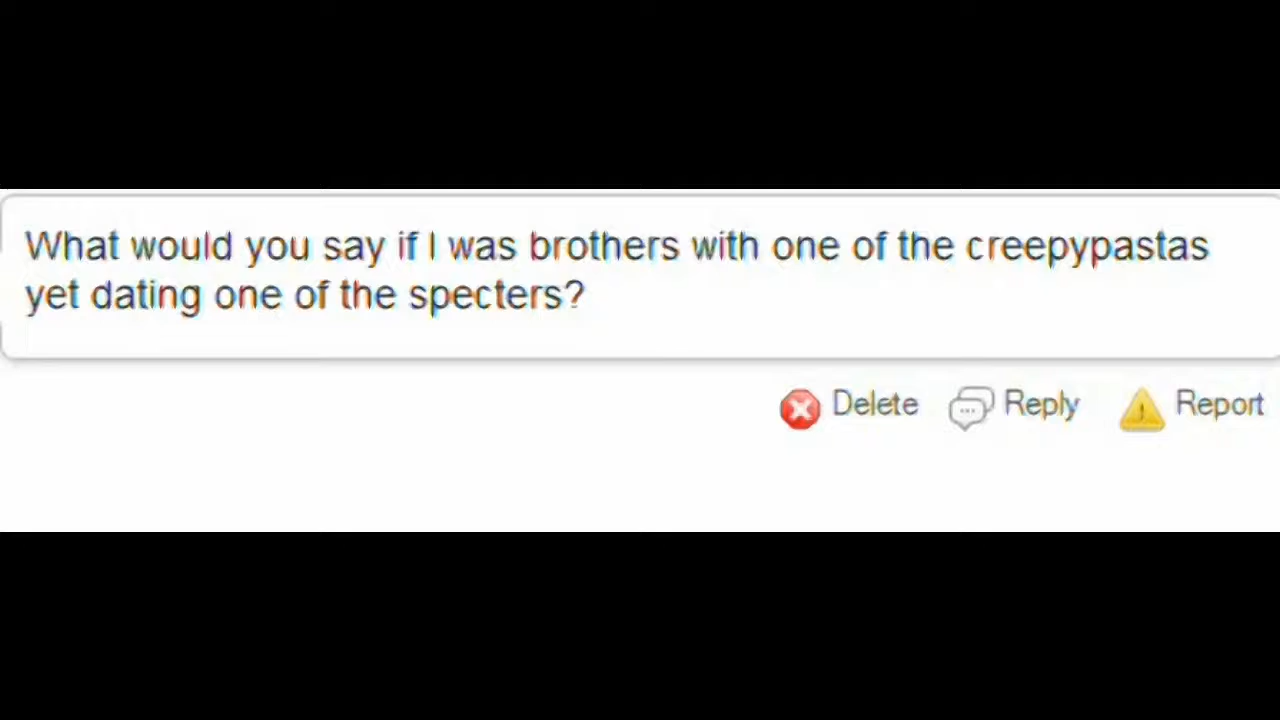 What would you say if I was brothers with one of the creepypastas
yet dating one of the specters?
Delete Reply Report